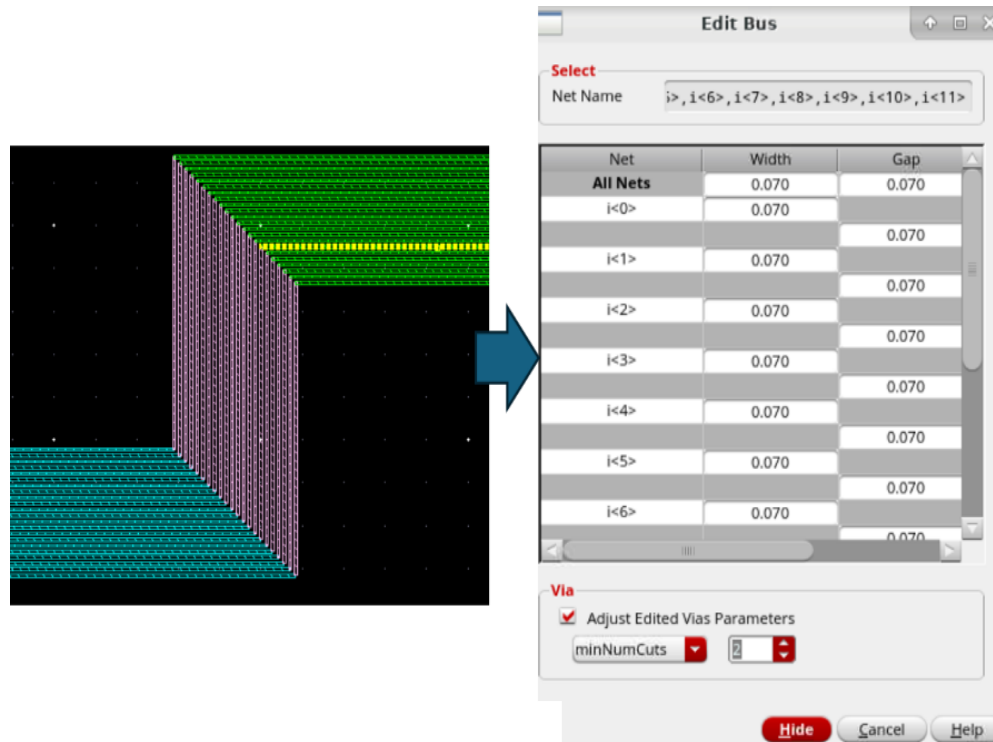 Edit Bus
Select
Net Name
i>,i<6>,i<7>,i<8>,i<9>,i<10>,i<11>
Net Width Gap
All Nets 0.070 0.070
i<0> 0.070
0.070
i<1> 0.070
0.070
i<2> 0.070
0.070
i<3> 0.070
0.070
i<4> 0.070
0.070
i<5> 0.070
0.070
i<6> 0.070
0.070
Via
Adjust Edited Vias Parameters
minNumCuts 2
Hide Cancel Help